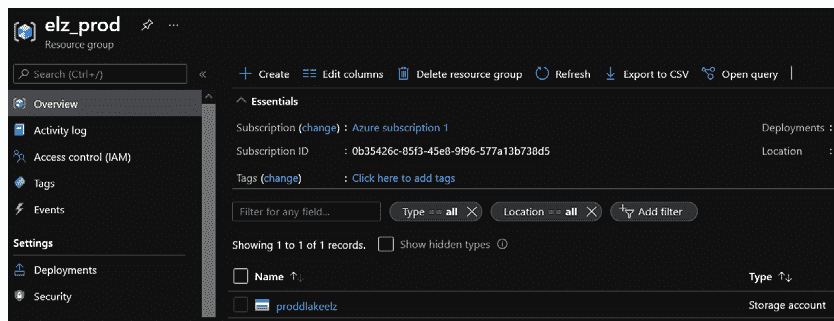 elz_prod
Resource group
Search (Ctrl+/)
Overview
Activity log
Access control (IAM)
Tags
Events
Settings
Deployments
Security
Create Edit columns Delete resource group Refresh Export to CSV Open query
Essentials
Subscription (change) : Azure subscription 1 Deployments :
Subscription ID : 0b35426c-85f3-45e8-9f96-577a13b738d5 Location :
Tags (change) : Click here to add tags
Filter for any field... Type == all Location == all Add filter
Showing 1 to 1 of 1 records. Show hidden types
Name Type
proddlakeelz Storage account